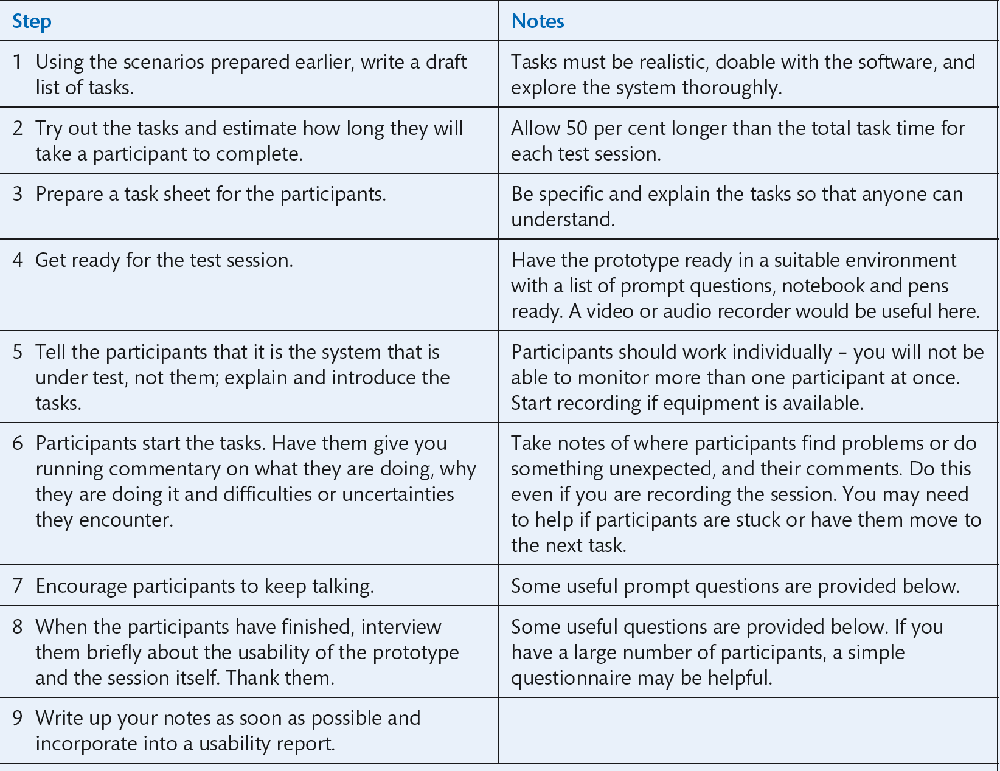 Step
Notes
1 Using the scenarios prepared earlier, write a draft
list of tasks.
Tasks must be realistic, doable with the software, and
explore the system thoroughly.
2 Try out the tasks and estimate how long they will
take a participant to complete.
Allow 50 per cent longer than the total task time for
each test session.
3 Prepare a task sheet for the participants.
Be specific and explain the tasks so that anyone can
understand.
4 Get ready for the test session.
Have the prototype ready in a suitable environment
with a list of prompt questions, notebook and pens
ready. A video or audio recorder would be useful here.
5 Tell the participants that it is the system that is
under test, not them; explain and introduce the
tasks.
Participants should work individually – you will not be
able to monitor more than one participant at once.
Start recording if equipment is available.
6 Participants start the tasks. Have them give you
running commentary on what they are doing, why
they are doing it and difficulties or uncertainties
they encounter.
Take notes of where participants find problems or do
something unexpected, and their comments. Do this
even if you are recording the session. You may need
to help if participants are stuck or have them move to
the next task.
7 Encourage participants to keep talking.
Some useful prompt questions are provided below.
8 When the participants have finished, interview
them briefly about the usability of the prototype
and the session itself. Thank them.
Some useful questions are provided below. If you
have a large number of participants, a simple
questionnaire may be helpful.
9 Write up your notes as soon as possible and
incorporate into a usability report.